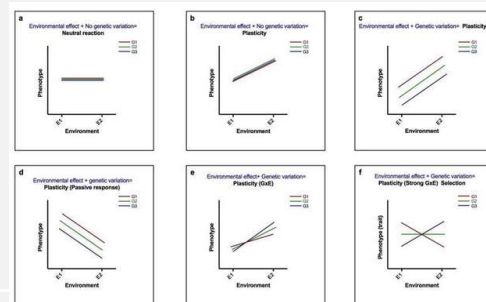 a
Environmental effect + No genetic variation=
Neutral reaction
G1
G2
G3
Phenotype
E1
E2
Environment
b
Environmental effect + No genetic variation=
Plasticity
G1
G2
G3
Phenotype
E1
E2
Environment
c
Environmental effect + Genetic variation= Plasticity
G1
G2
G3
Phenotype
E1
E2
Environment
d
Environmental effect + genetic variation=
Plasticity (Passive response)
G1
G2
G3
Phenotype
E1
E2
Environment
e
Environmental effect+ Genetic variation=
Plasticity (GxE)
G1
G2
G3
Phenotype
E1
E2
Environment
f
Environmental effect + Genetic variation=
Plasticity (Strong GxE) Selection
G1
G2
G3
Phenotype (trait)
E1
E2
Environment